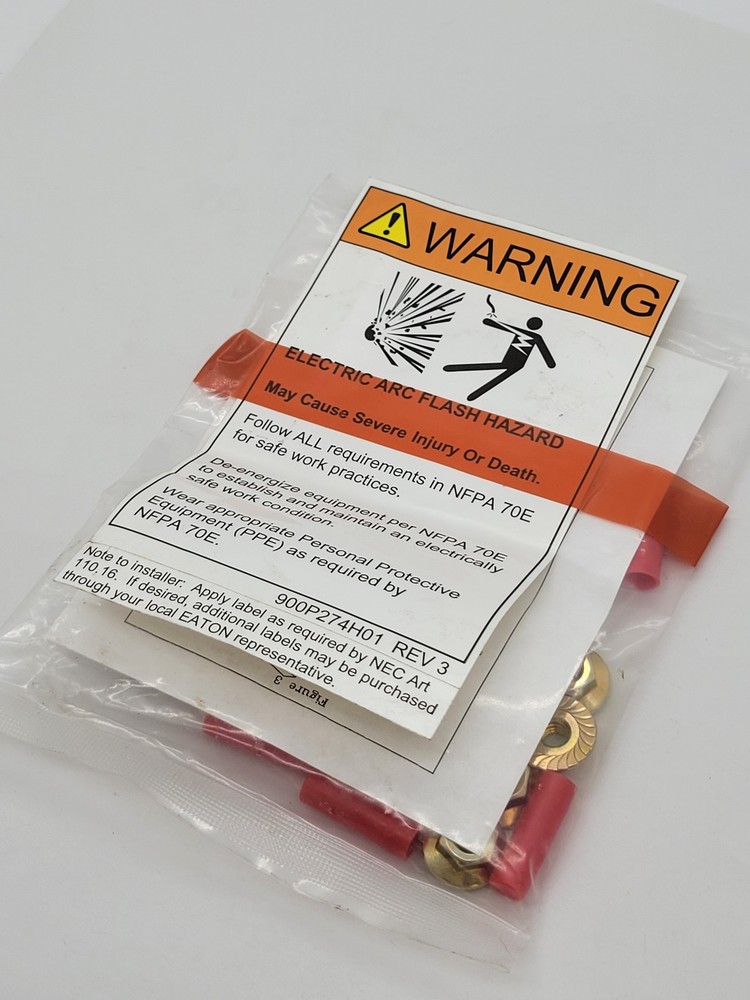 WARNING
ELECTRIC ARC FLASH HAZARD
May Cause Severe Injury Or Death.
Follow ALL requirements in NFPA 70E
for safe work practices.
De-energize equipment per NFPA 70E
to establish and maintain an electrically
safe work condition.
Wear appropriate Personal Protective
Equipment (PPE) as required by
NFPA 70E.
900P274H01 REV 3
Note to installer: Apply label as required by NEC Art
110.16. If desired, additional labels may be purchased
through your local EATON representative.
Figure 3